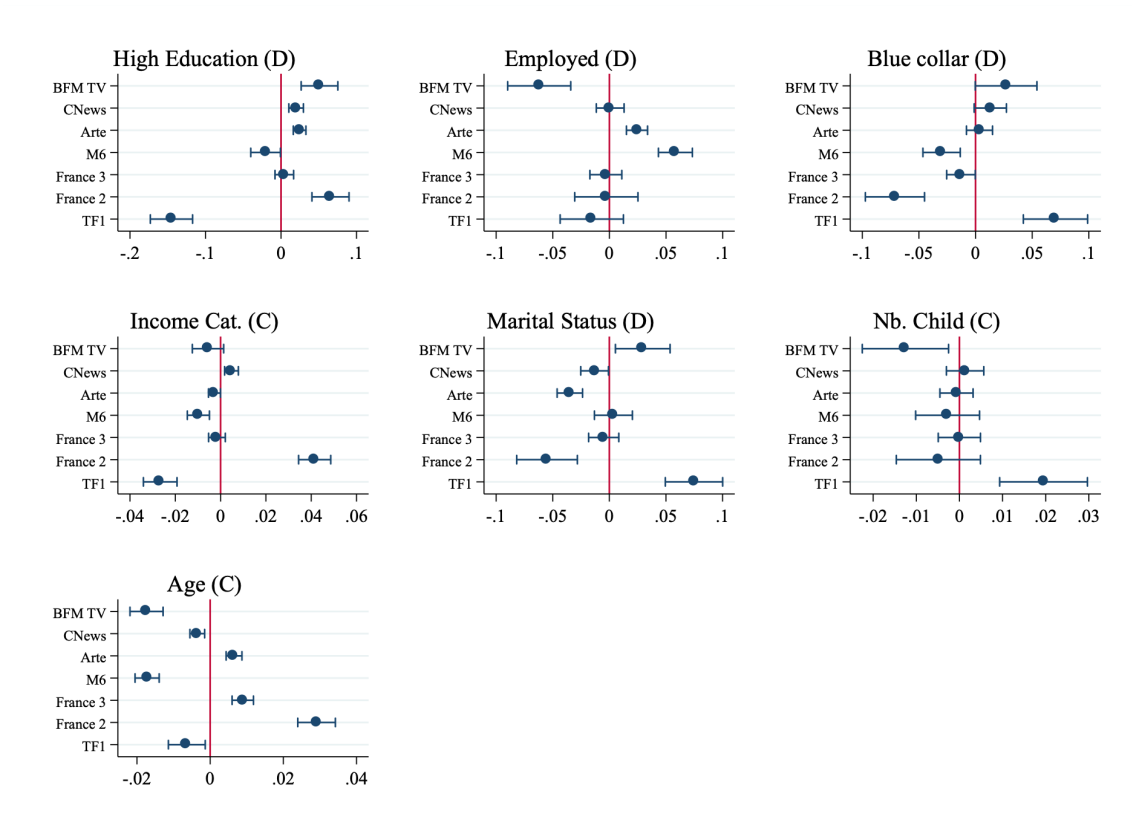 High Education (D)
BFM TV
CNews
Arte
M6
France 3
France 2
TF1
-.2 -.1 0 .1
Employed (D)
BFM TV
CNews
Arte
M6
France 3
France 2
TF1
-.1 -.05 0 .05 .1
Blue collar (D)
BFM TV
CNews
Arte
M6
France 3
France 2
TF1
-.1 -.05 0 .05 .1
Income Cat. (C)
BFM TV
CNews
Arte
M6
France 3
France 2
TF1
-.04 -.02 0 .02 .04 .06
Marital Status (D)
BFM TV
CNews
Arte
M6
France 3
France 2
TF1
-.1 -.05 0 .05 .1
Nb. Child (C)
BFM TV
CNews
Arte
M6
France 3
France 2
TF1
-.02 -.01 0 .01 .02 .03
Age (C)
BFM TV
CNews
Arte
M6
France 3
France 2
TF1
-.02 0 .02 .04